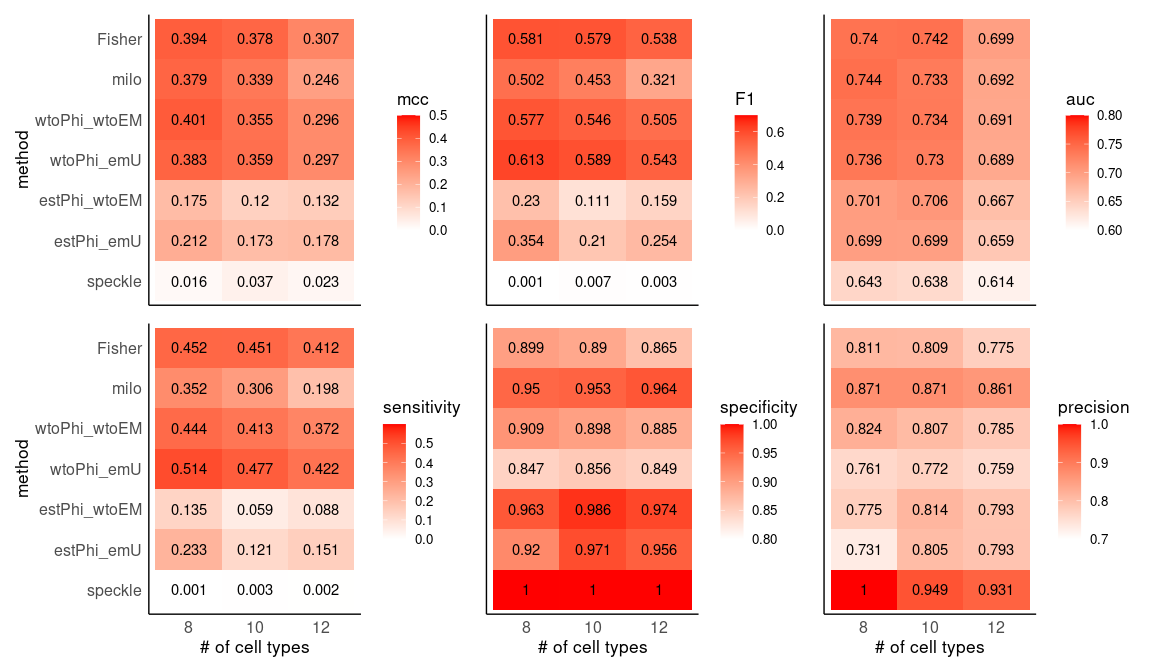 Fisher 0.394 0.378 0.307 0.581 0.579 0.538 0.74 0.742 0.699
milo 0.379 0.339 0.246 0.502 0.453 0.321 0.744 0.733 0.692
mcc F1 auc
wtoPhi_wtoEM 0.401 0.355 0.296 0.577 0.546 0.505 0.739 0.734 0.691
wtoPhi_emU 0.383 0.359 0.297 0.613 0.589 0.543 0.736 0.73 0.689
estPhi_wtoEM 0.175 0.12 0.132 0.23 0.111 0.159 0.701 0.706 0.667
estPhi_emU 0.212 0.173 0.178 0.354 0.21 0.254 0.699 0.699 0.659
speckle 0.016 0.037 0.023 0.001 0.007 0.003 0.643 0.638 0.614
method
0.5
0.4
0.3
0.2
0.1
0.0
0.6
0.4
0.2
0.0
0.80
0.75
0.70
0.65
0.60
Fisher 0.452 0.451 0.412 0.899 0.89 0.865 0.811 0.809 0.775
milo 0.352 0.306 0.198 0.95 0.953 0.964 0.871 0.871 0.861
sensitivity specificity precision
wtoPhi_wtoEM 0.444 0.413 0.372 0.909 0.898 0.885 0.824 0.807 0.785
wtoPhi_emU 0.514 0.477 0.422 0.847 0.856 0.849 0.761 0.772 0.759
estPhi_wtoEM 0.135 0.059 0.088 0.963 0.986 0.974 0.775 0.814 0.793
estPhi_emU 0.233 0.121 0.151 0.92 0.971 0.956 0.731 0.805 0.793
speckle 0.001 0.003 0.002 1 1 1 1 0.949 0.931
method
0.5
0.4
0.3
0.2
0.1
0.0
1.00
0.95
0.90
0.85
0.80
1.0
0.9
0.8
0.7
8 10 12 8 10 12 8 10 12
# of cell types # of cell types # of cell types